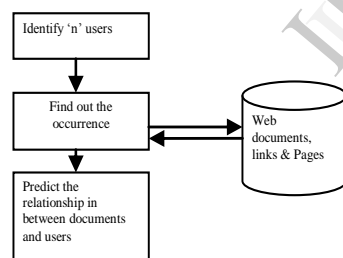 Identify ‘n’ users
Find out the
occurrence
Web
documents,
links & Pages
Predict the
relationship in
between documents
and users